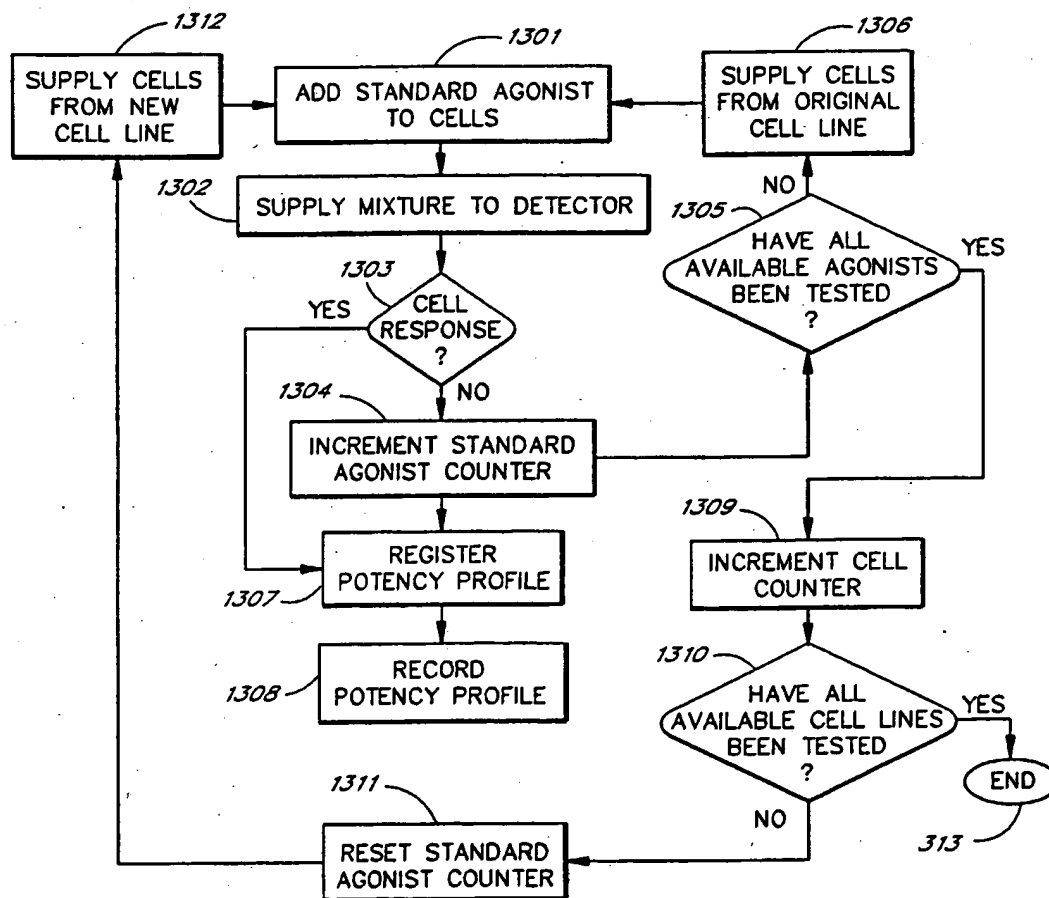 1312
SUPPLY CELLS
FROM NEW
CELL LINE
1301
ADD STANDARD AGONIST
TO CELLS
1306
SUPPLY CELLS
FROM ORIGINAL
CELL LINE
1302
SUPPLY MIXTURE TO DETECTOR
NO
1305
HAVE ALL
AVAILABLE AGONISTS
BEEN TESTED
?
YES
1303
YES
CELL
RESPONSE
?
NO
1304
INCREMENT STANDARD
AGONIST COUNTER
REGISTER
POTENCY PROFILE
1307
RECORD
POTENCY PROFILE
1308
1309
INCREMENT CELL
COUNTER
1310
HAVE ALL
AVAILABLE CELL LINES
BEEN TESTED
?
YES
END
313
NO
1311
RESET STANDARD
AGONIST COUNTER